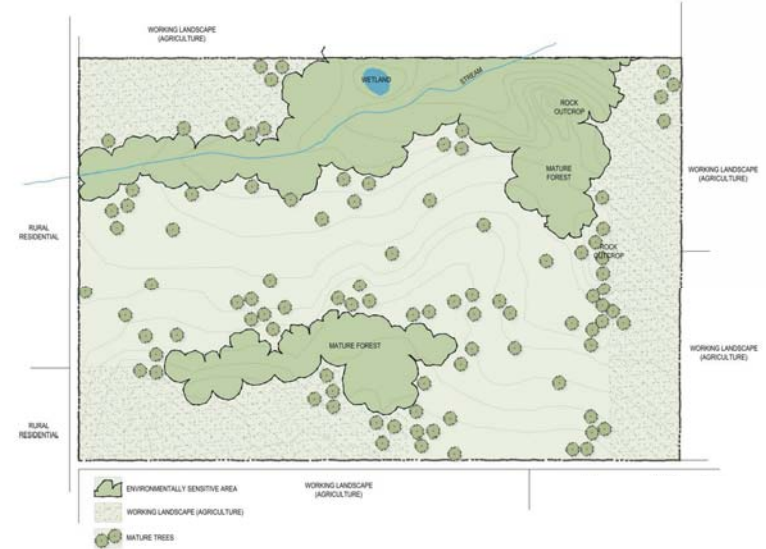 WORKING LANDSCAPE
(AGRICULTURE)
WETLAND
STREAM
ROCK
OUTCROP
MATURE
FOREST
WORKING LANDSCAPE
(AGRICULTURE)
RURAL
RESIDENTIAL
ROCK
OUTCROP
MATURE FOREST
WORKING LANDSCAPE
(AGRICULTURE)
RURAL
RESIDENTIAL
ENVIRONMENTALLY SENSITIVE AREA
WORKING LANDSCAPE
(AGRICULTURE)
WORKING LANDSCAPE (AGRICULTURE)
MATURE TREES